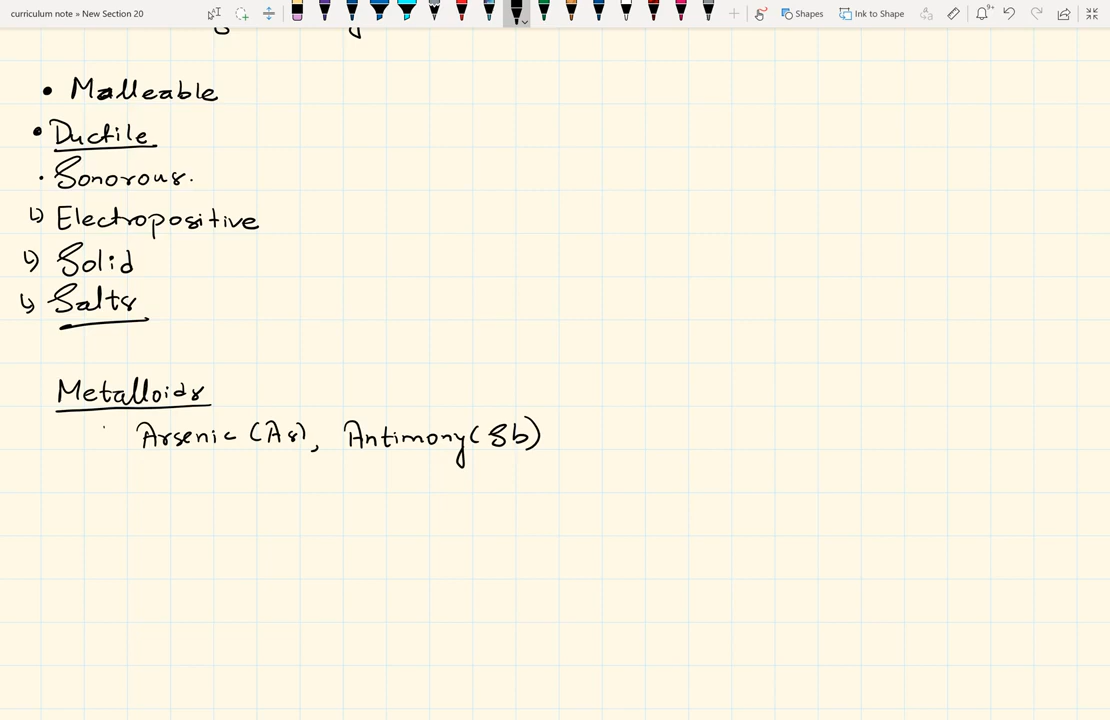 curriculum note » New Section 20
Shapes
Ink to Shape
9+
• Malleable
• Ductile
· Sonorous.
↳ Electropositive
↳ Solid
↳ Salts
Metalloids
Arsenic (As), Antimony (Sb)